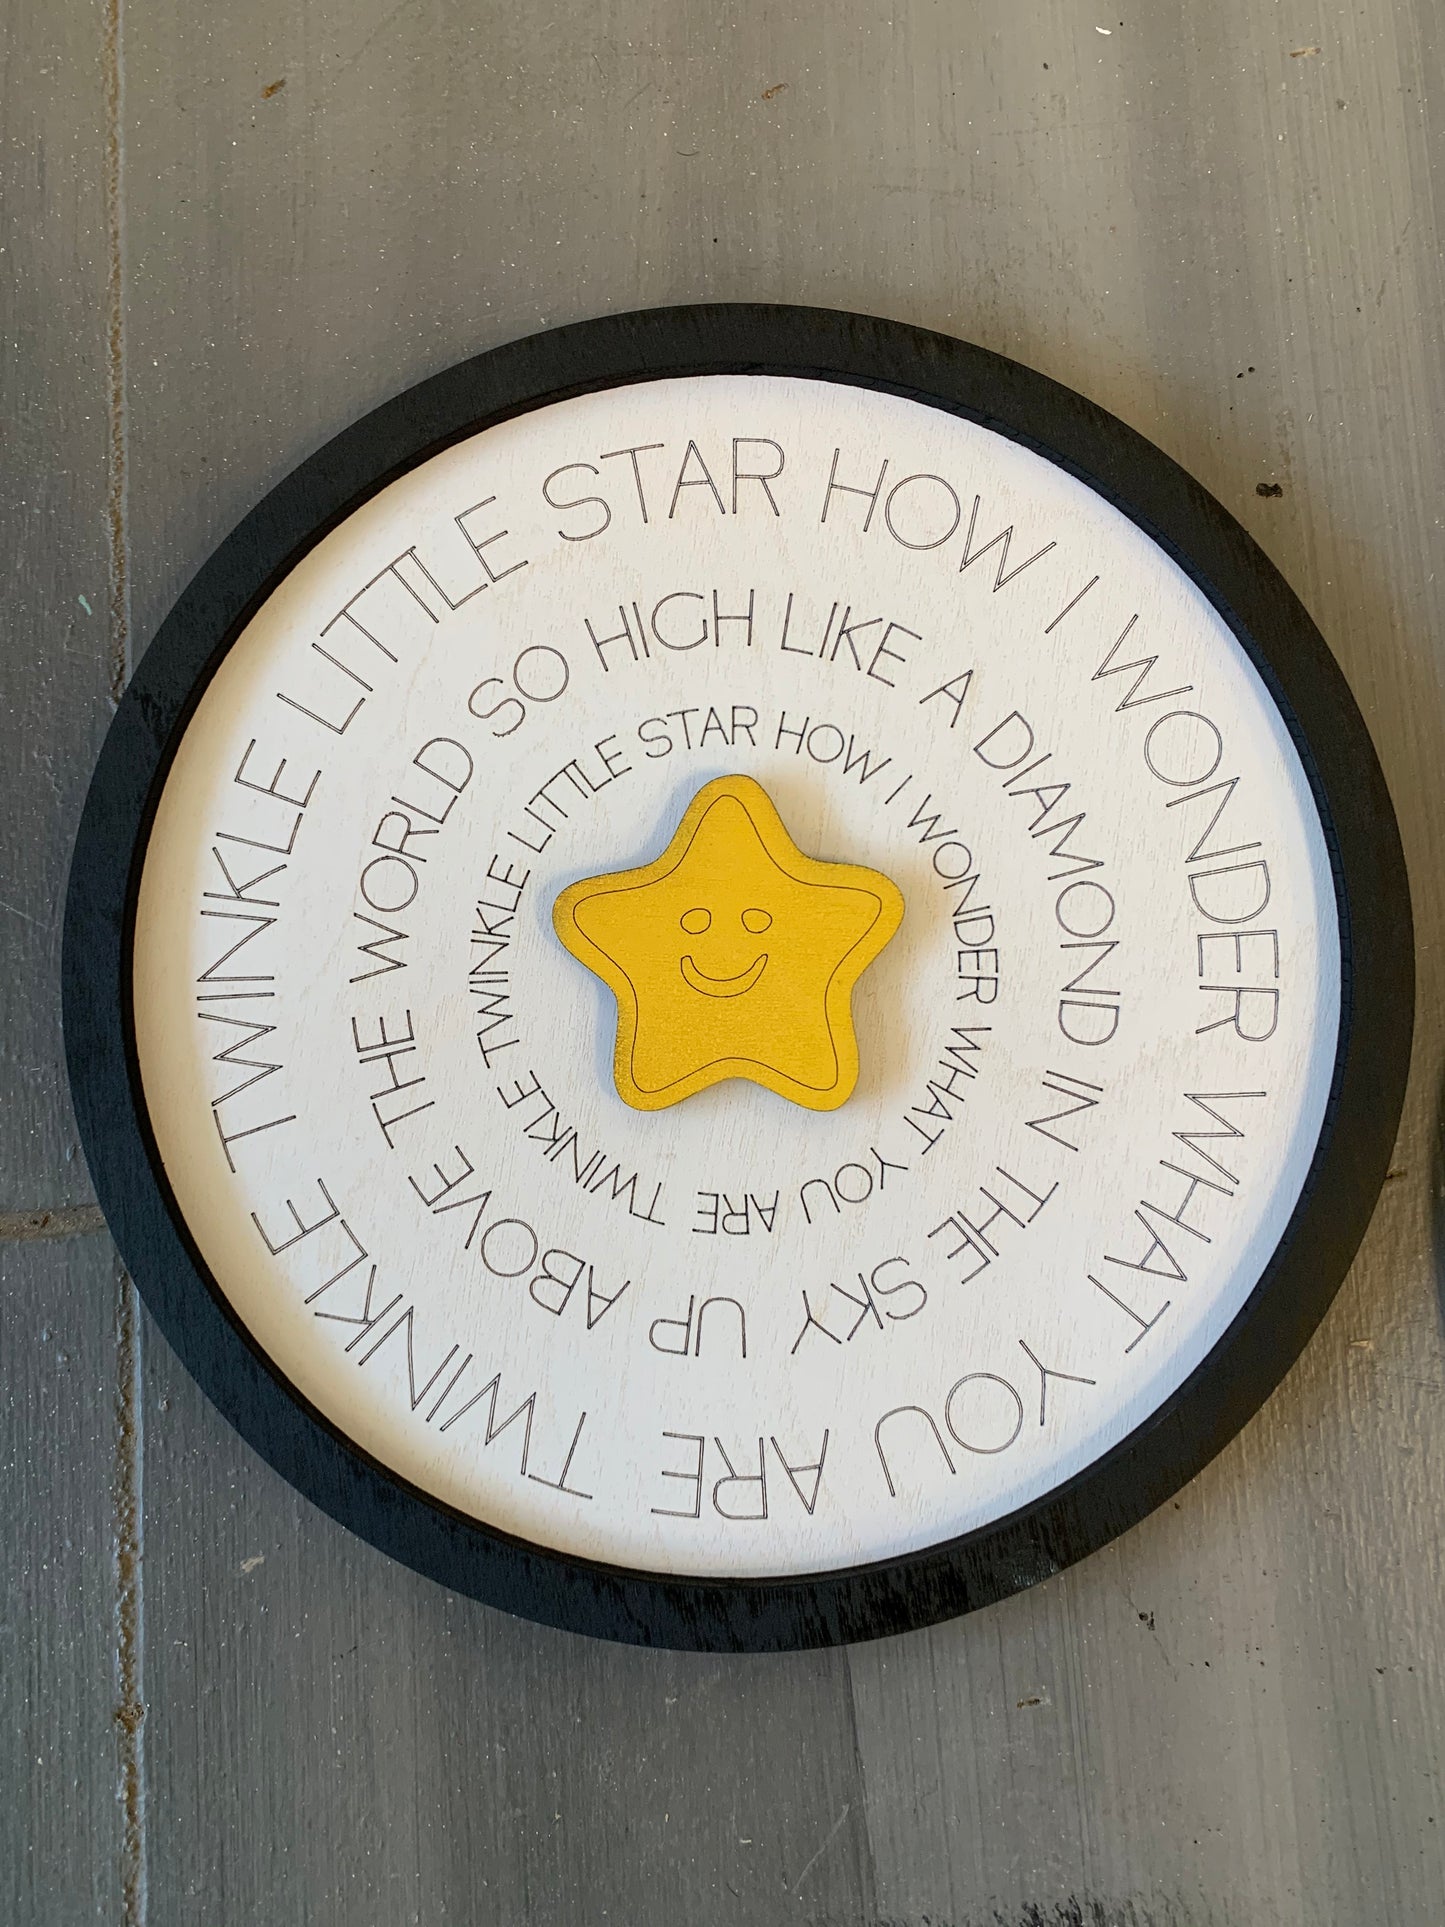 TWINKLE TWINKLE LITTLE STAR HOW I WONDER WHAT YOU ARE
UP ABOVE THE WORLD SO HIGH LIKE A DIAMOND IN THE SKY
TWINKLE TWINKLE LITTLE STAR HOW I WONDER WHAT YOU ARE